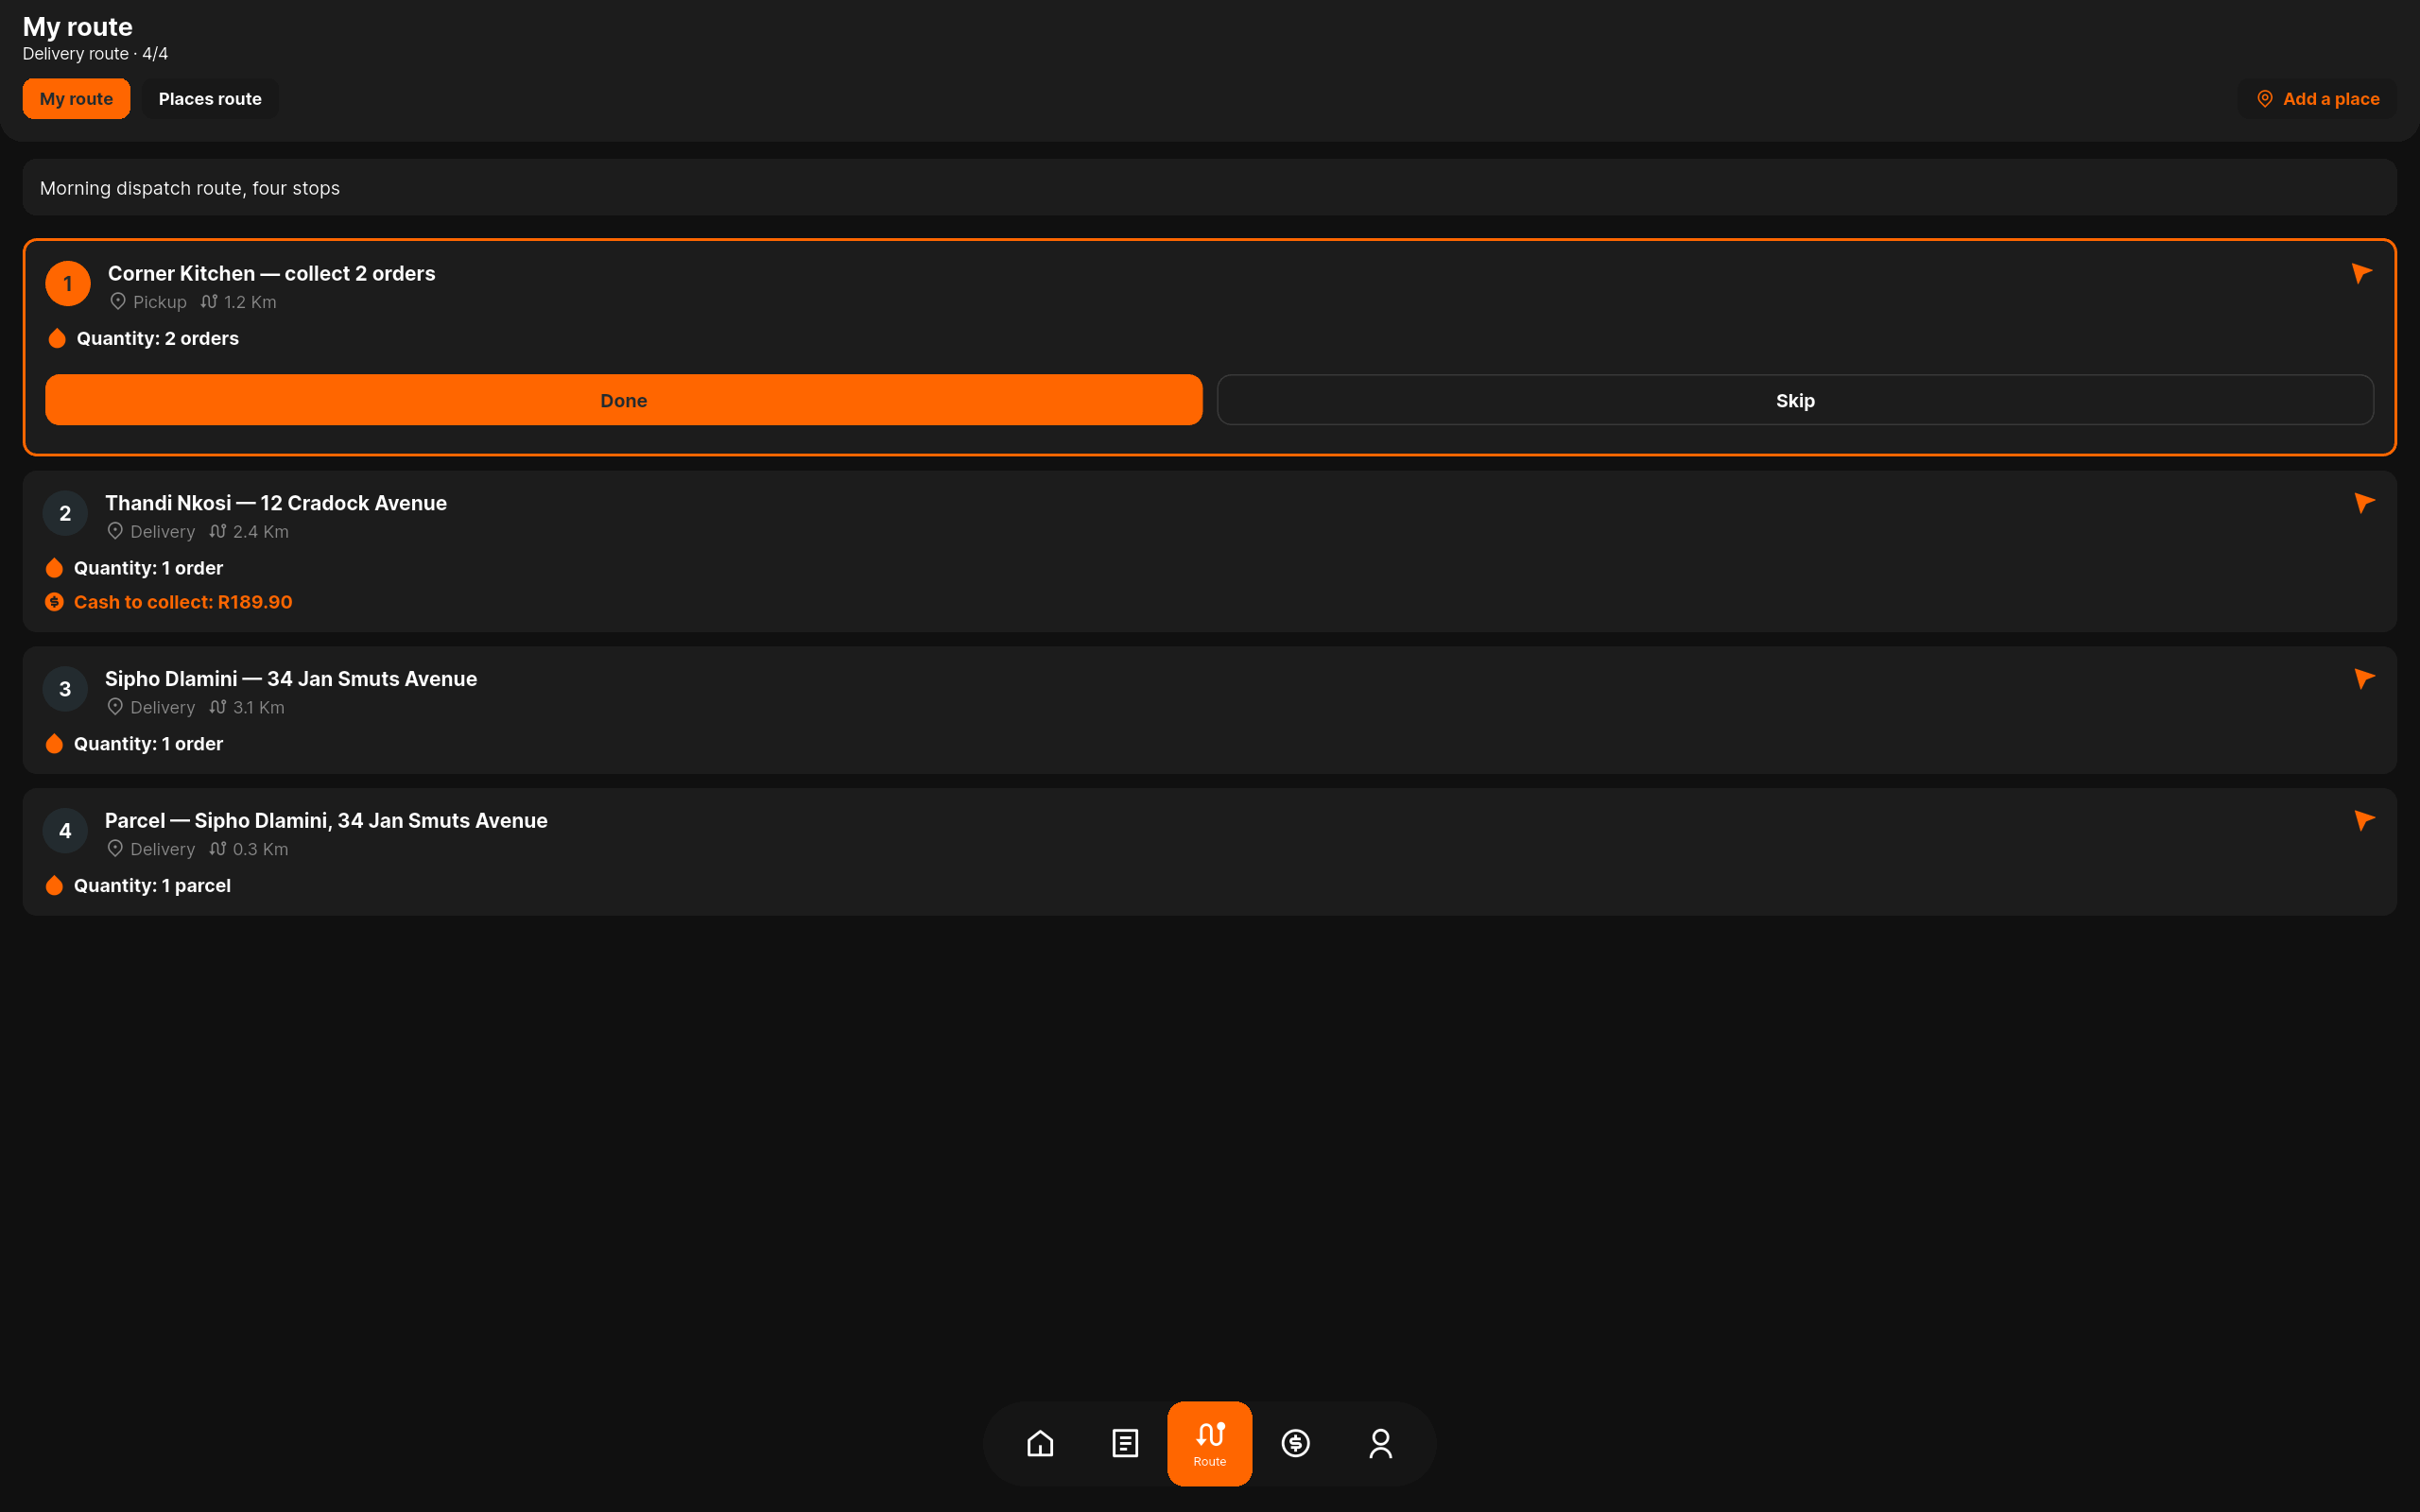 My route
Delivery route · 4/4
My route
Places route
Add a place
Morning dispatch route, four stops
1
Corner Kitchen — collect 2 orders
Pickup 1.2 Km
Quantity: 2 orders
Done
Skip
2
Thandi Nkosi — 12 Cradock Avenue
Delivery 2.4 Km
Quantity: 1 order
Cash to collect: R189.90
3
Sipho Dlamini — 34 Jan Smuts Avenue
Delivery 3.1 Km
Quantity: 1 order
4
Parcel — Sipho Dlamini, 34 Jan Smuts Avenue
Delivery 0.3 Km
Quantity: 1 parcel
Route